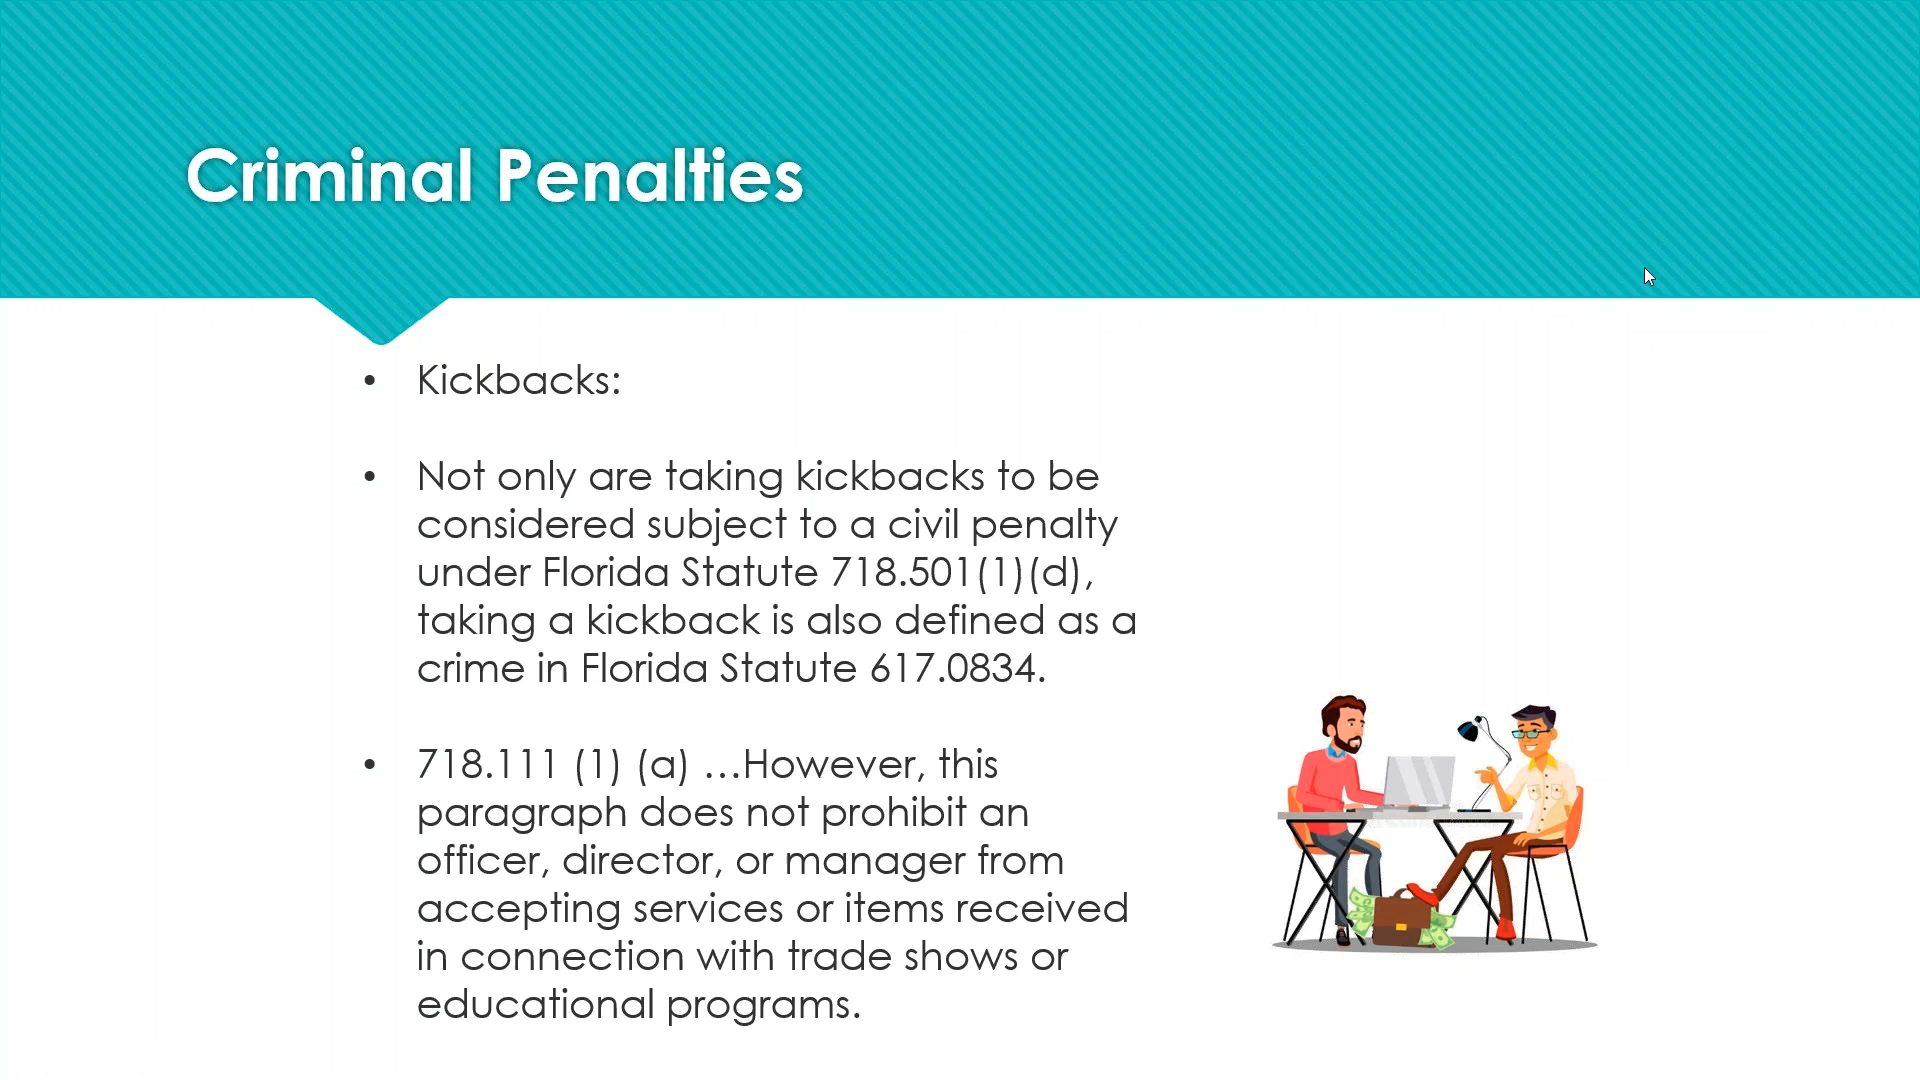 Criminal Penalties
• Kickbacks:
• Not only are taking kickbacks to be
considered subject to a civil penalty
under Florida Statute 718.501(1)(d),
taking a kickback is also defined as a
crime in Florida Statute 617.0834.
• 718.111 (1) (a) …However, this
paragraph does not prohibit an
officer, director, or manager from
accepting services or items received
in connection with trade shows or
educational programs.